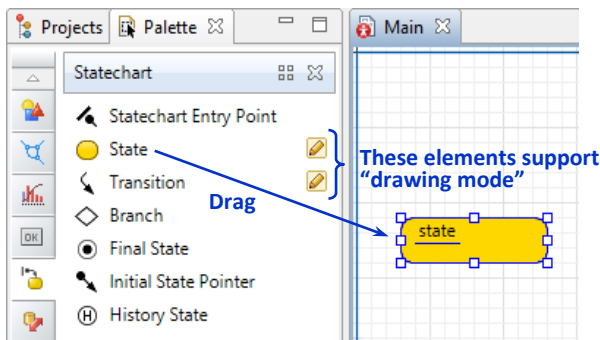 Projects
Palette
Main
Statechart
Statechart Entry Point
State
Transition
Branch
Final State
Initial State Pointer
H
History State
OK
Drag
These elements support
"drawing mode"
state